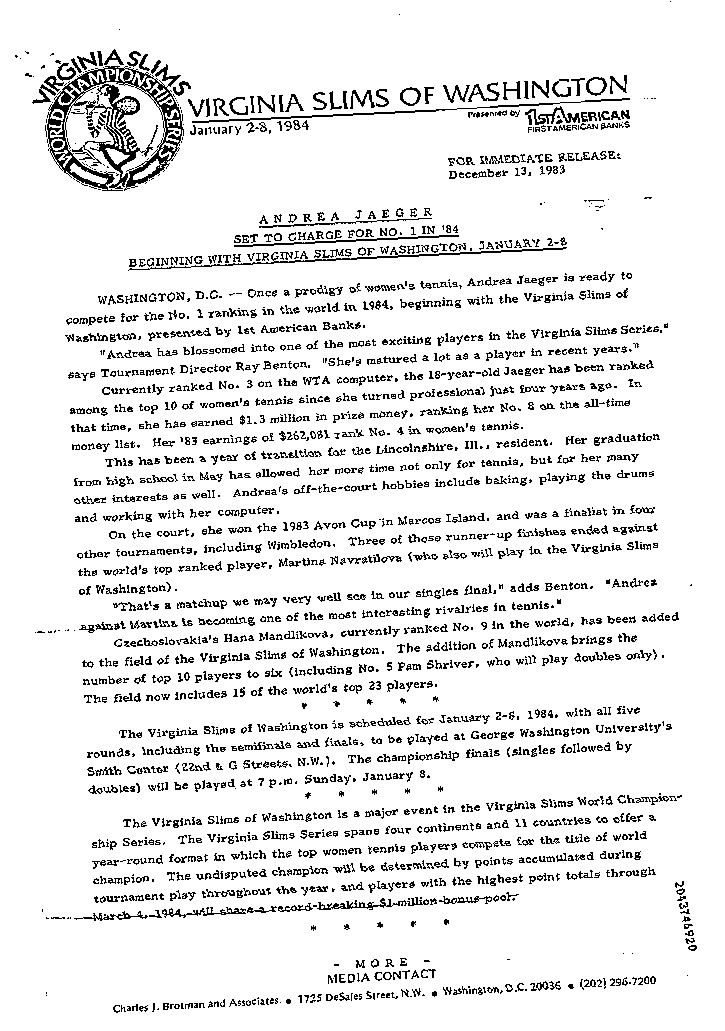 VIRGINIA SLIMS
WORLD CHAMPIONSHIP SERIES
VIRGINIA SLIMS OF WASHINGTON
January 2-8, 1984
Presented by 1ST AMERICAN
FIRST AMERICAN BANKS
FOR IMMEDIATE RELEASE:
December 13, 1983
ANDREA JAEGER
SET TO CHARGE FOR NO. 1 IN '84
BEGINNING WITH VIRGINIA SLIMS OF WASHINGTON, JANUARY 2-8
WASHINGTON, D.C. -- Once a prodigy of women's tennis, Andrea Jaeger is ready to
compete for the No. 1 ranking in the world in 1984, beginning with the Virginia Slims of
Washington, presented by 1st American Banks.
"Andrea has blossomed into one of the most exciting players in the Virginia Slims Series,"
says Tournament Director Ray Benton. "She's matured a lot as a player in recent years."
Currently ranked No. 3 on the WTA computer, the 18-year-old Jaeger has been ranked
among the top 10 of women's tennis since she turned professional just four years ago. In
that time, she has earned $1.3 million in prize money, ranking her No. 8 on the all-time
money list. Her '83 earnings of $262,081 rank No. 4 in women's tennis.
This has been a year of transition for the Lincolnshire, Ill., resident. Her graduation
from high school in May has allowed her more time not only for tennis, but for her many
other interests as well. Andrea's off-the-court hobbies include baking, playing the drums
and working with her computer.
On the court, she won the 1983 Avon Cup in Marcos Island, and was a finalist in four
other tournaments, including Wimbledon. Three of those runner-up finishes ended against
the world's top ranked player, Martina Navratilova (who also will play in the Virginia Slims
of Washington).
"That's a matchup we may very well see in our singles final," adds Benton. "Andrea
against Martina is becoming one of the most interesting rivalries in tennis."
Czechoslovakia's Hana Mandlikova, currently ranked No. 9 in the world, has been added
to the field of the Virginia Slims of Washington. The addition of Mandlikova brings the
number of top 10 players to six (including No. 5 Pam Shriver, who will play doubles only).
The field now includes 15 of the world's top 23 players.
* * * * *
The Virginia Slims of Washington is scheduled for January 2-8, 1984, with all five
rounds, including the semifinals and finals, to be played at George Washington University's
Smith Center (22nd & G Streets, N.W.). The championship finals (singles followed by
doubles) will be played at 7 p.m. Sunday, January 8.
* * * * *
The Virginia Slims of Washington is a major event in the Virginia Slims World Champion-
ship Series. The Virginia Slims Series spans four continents and 11 countries to offer a
year-round format in which the top women tennis players compete for the title of world
champion. The undisputed champion will be determined by points accumulated during
tournament play throughout the year, and players with the highest point totals through
March 4, 1984, will share a record-breaking $1 million bonus pool.
* * * * *
- MORE -
MEDIA CONTACT
Charles J. Brotman and Associates • 1725 DeSales Street, N.W. • Washington, D.C. 20036 • (202) 296-7200
2043745920